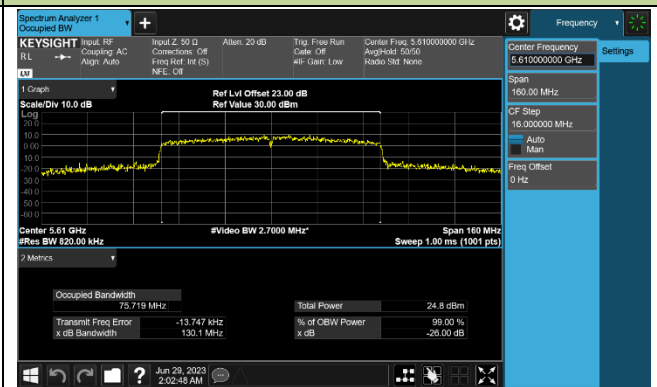 Spectrum Analyzer 1
Occupied BW
Frequency
KEYSIGHT
Input: RF
Coupling: AC
Align: Auto
Input Z: 50 Ω
Corrections: Off
Freq Ref: Int (S)
NFE: Off
Atten: 20 dB
Trig: Free Run
Gate: Off
#IF Gain: Low
Center Freq: 5.610000000 GHz
Avg|Hold: 50/50
Radio Std: None
RL
LXI
Center Frequency
5.610000000 GHz
Settings
Span
160.00 MHz
CF Step
16.000000 MHz
Auto
Man
Freq Offset
0 Hz
1 Graph
Scale/Div 10.0 dB
Ref Lvl Offset 23.00 dB
Ref Value 30.00 dBm
Log
20.0
10.0
0.00
-10.0
-20.0
-30.0
-40.0
-50.0
-60.0
Center 5.61 GHz
#Res BW 820.00 kHz
#Video BW 2.7000 MHz*
Span 160 MHz
Sweep 1.00 ms (1001 pts)
2 Metrics
Occupied Bandwidth
75.719 MHz
Total Power 24.8 dBm
Transmit Freq Error -13.747 kHz
% of OBW Power 99.00 %
x dB Bandwidth 130.1 MHz
x dB -26.00 dB
?
Jun 29, 2023
2:02:48 AM